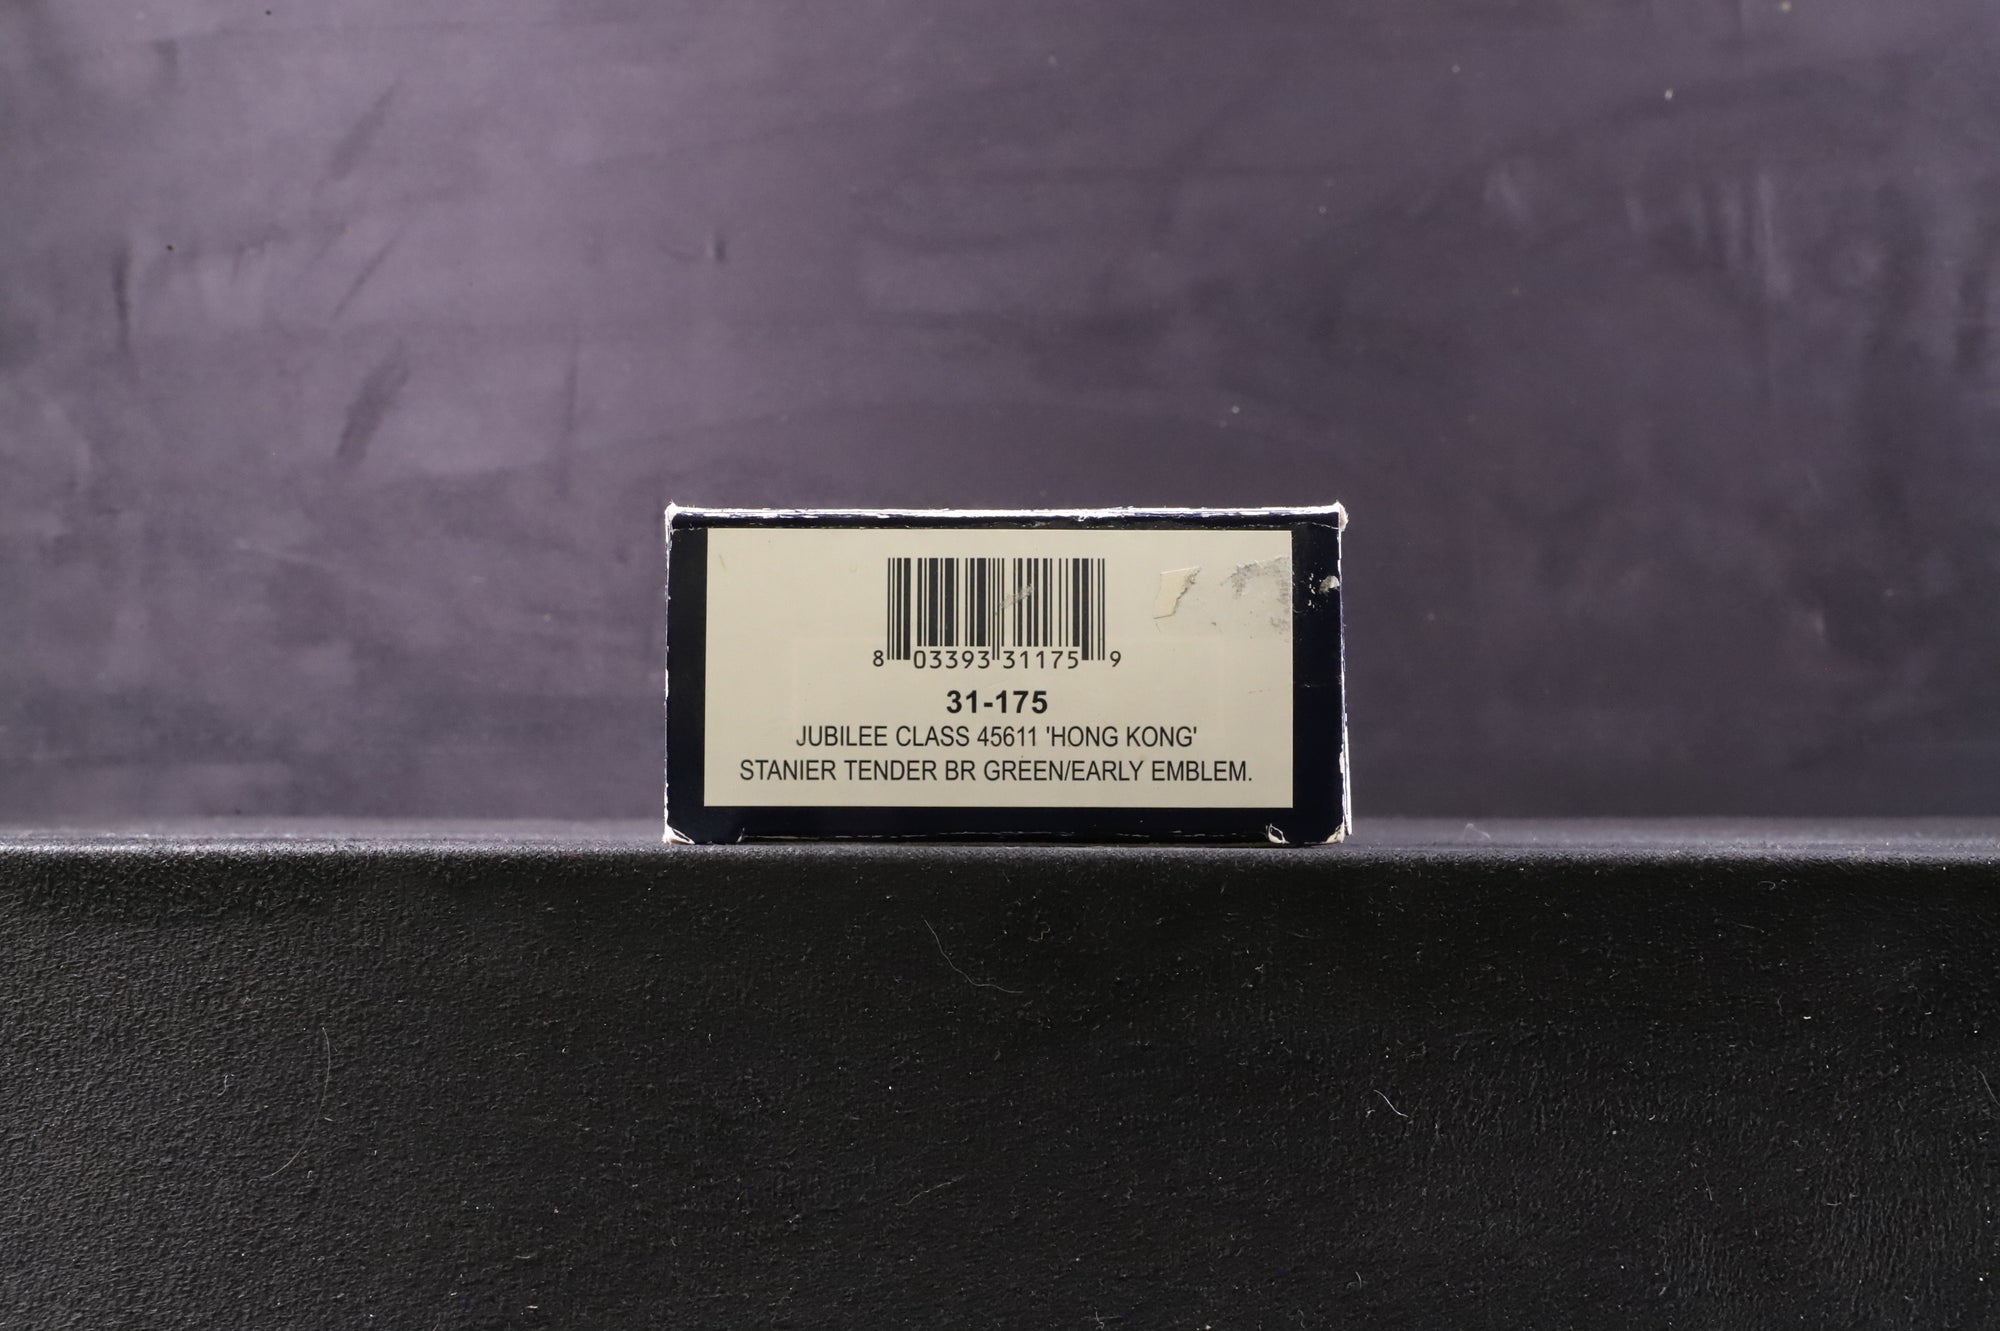 8 03393 31175 9
31-175
JUBILEE CLASS 45611 'HONG KONG'
STANIER TENDER BR GREEN/EARLY EMBLEM.